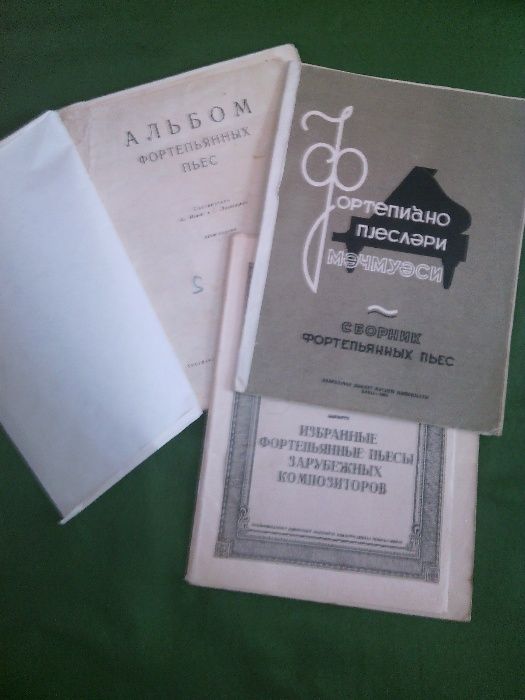 АЛЬБОМ
ФОРТЕПЬЯННЫХ
ПЬЕС
ФОРТЕПИАНО
ПЈЕСЛӘРИ
МӘҸМУӘСИ
СБОРНИК
ФОРТЕПЬЯННЫХ ПЬЕС
ИЗБРАННЫЕ
ФОРТЕПЬЯННЫЕ ПЬЕСЫ
ЗАРУБЕЖНЫХ
КОМПОЗИТОРОВ